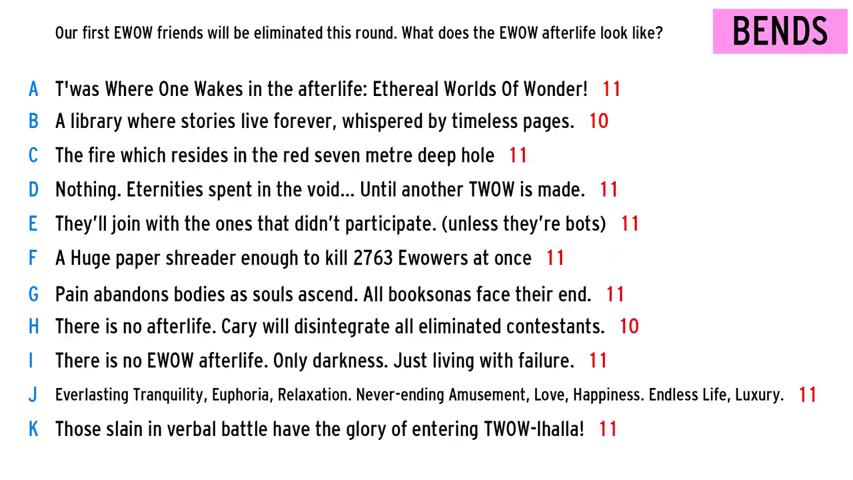 Our first EWOW friends will be eliminated this round. What does the EWOW afterlife look like?
BENDS
A T'was Where One Wakes in the afterlife: Ethereal Worlds Of Wonder! 11
B A library where stories live forever, whispered by timeless pages. 10
C The fire which resides in the red seven metre deep hole 11
D Nothing. Eternities spent in the void... Until another TWOW is made. 11
E They'll join with the ones that didn't participate. (unless they're bots) 11
F A Huge paper shreader enough to kill 2763 Ewowers at once 11
G Pain abandons bodies as souls ascend. All booksonas face their end. 11
H There is no afterlife. Cary will disintegrate all eliminated contestants. 10
I There is no EWOW afterlife. Only darkness. Just living with failure. 11
J Everlasting Tranquility, Euphoria, Relaxation. Never-ending Amusement, Love, Happiness. Endless Life, Luxury. 11
K Those slain in verbal battle have the glory of entering TWOW-lhalla! 11